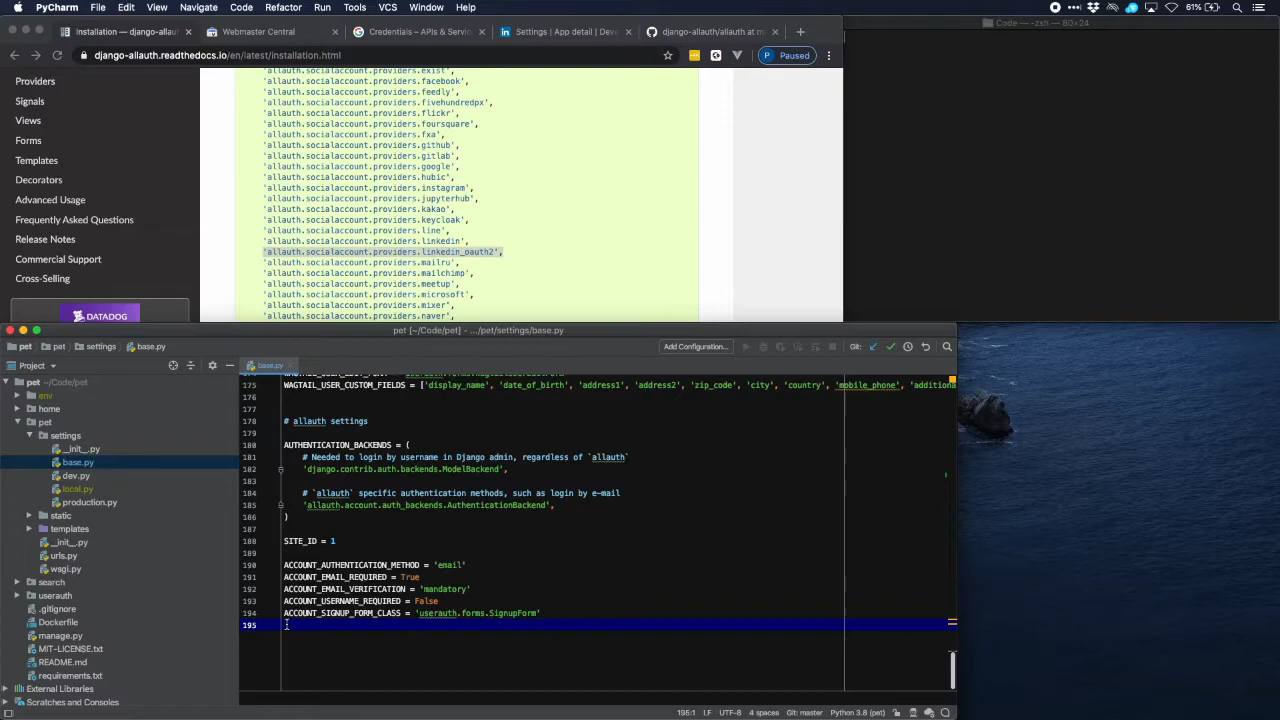 PyCharm File Edit View Navigate Code Refactor Run Tools VCS Window Help 61%
Installation — django-allauth
Webmaster Central
Credentials – APIs & Service
Settings | App detail | Develop
django-allauth/allauth at m
Code — -zsh — 80×24
django-allauth.readthedocs.io/en/latest/installation.html
Paused
Providers
Signals
Views
Forms
Templates
Decorators
Advanced Usage
Frequently Asked Questions
Release Notes
Commercial Support
Cross-Selling
DATADOG
'allauth.socialaccount.providers.exist',
'allauth.socialaccount.providers.facebook',
'allauth.socialaccount.providers.feedly',
'allauth.socialaccount.providers.fivehundredpx',
'allauth.socialaccount.providers.flickr',
'allauth.socialaccount.providers.foursquare',
'allauth.socialaccount.providers.fxa',
'allauth.socialaccount.providers.github',
'allauth.socialaccount.providers.gitlab',
'allauth.socialaccount.providers.google',
'allauth.socialaccount.providers.hubic',
'allauth.socialaccount.providers.instagram',
'allauth.socialaccount.providers.jupyterhub',
'allauth.socialaccount.providers.kakao',
'allauth.socialaccount.providers.keycloak',
'allauth.socialaccount.providers.line',
'allauth.socialaccount.providers.linkedin',
'allauth.socialaccount.providers.linkedin_oauth2',
'allauth.socialaccount.providers.mailru',
'allauth.socialaccount.providers.mailchimp',
'allauth.socialaccount.providers.meetup',
'allauth.socialaccount.providers.microsoft',
'allauth.socialaccount.providers.mixer',
'allauth.socialaccount.providers.naver',
pet [~/Code/pet] – .../pet/settings/base.py
pet pet settings base.py
Add Configuration...
Git:
Project
base.py
pet ~/Code/pet
env
home
pet
settings
__init__.py
base.py
dev.py
local.py
production.py
static
templates
__init__.py
urls.py
wsgi.py
search
userauth
.gitignore
Dockerfile
manage.py
MIT-LICENSE.txt
README.md
requirements.txt
External Libraries
Scratches and Consoles
175 WAGTAIL_USER_CUSTOM_FIELDS = ['display_name', 'date_of_birth', 'address1', 'address2', 'zip_code', 'city', 'country', 'mobile_phone', 'additiona
176
177
178 # allauth settings
179
180 AUTHENTICATION_BACKENDS = (
181 # Needed to login by username in Django admin, regardless of `allauth`
182 'django.contrib.auth.backends.ModelBackend',
183
184 # `allauth` specific authentication methods, such as login by e-mail
185 'allauth.account.auth_backends.AuthenticationBackend',
186 )
187
188 SITE_ID = 1
189
190 ACCOUNT_AUTHENTICATION_METHOD = 'email'
191 ACCOUNT_EMAIL_REQUIRED = True
192 ACCOUNT_EMAIL_VERIFICATION = 'mandatory'
193 ACCOUNT_USERNAME_REQUIRED = False
194 ACCOUNT_SIGNUP_FORM_CLASS = 'userauth.forms.SignupForm'
195
195:1 LF UTF-8 4 spaces Git: master Python 3.8 (pet)